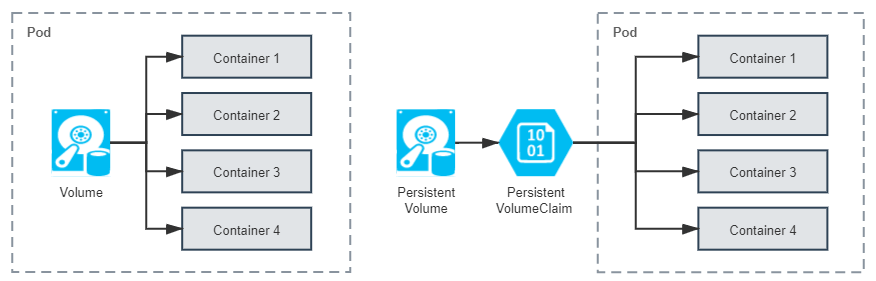 Pod
Container 1
Container 2
Container 3
Container 4
Volume
Persistent
Volume
10
01
Persistent
VolumeClaim
Pod
Container 1
Container 2
Container 3
Container 4